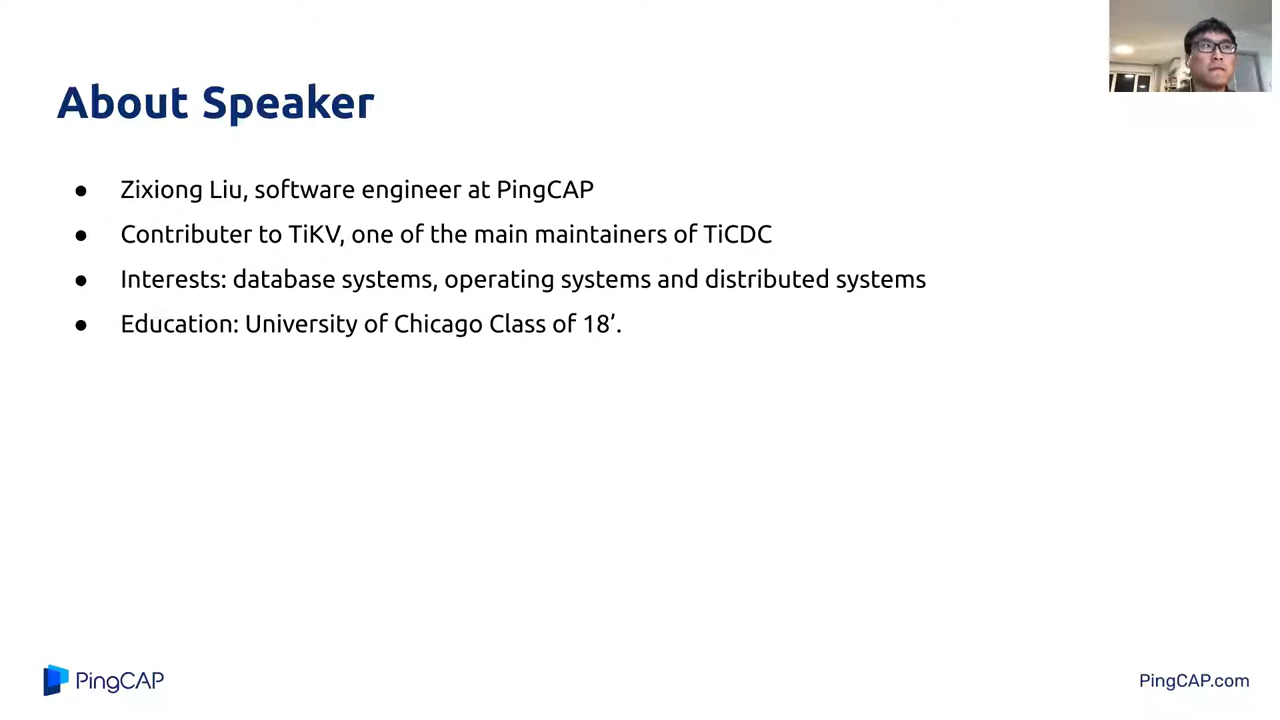 About Speaker
● Zixiong Liu, software engineer at PingCAP
● Contributer to TiKV, one of the main maintainers of TiCDC
● Interests: database systems, operating systems and distributed systems
● Education: University of Chicago Class of 18’.
PingCAP
PingCAP.com